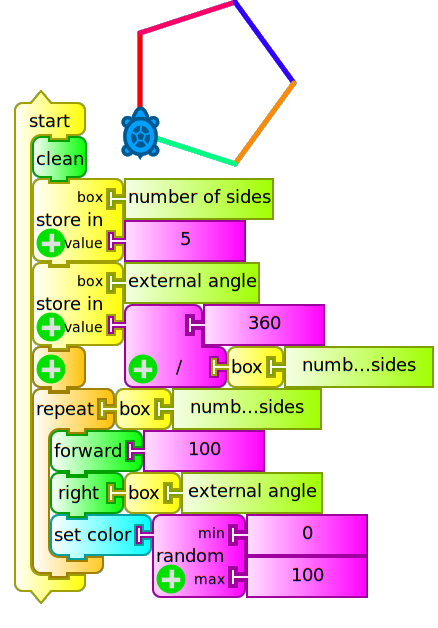 start
clean
box number of sides
store in
value 5
box external angle
store in
value 360
/ box numb...sides
repeat box numb...sides
forward 100
right box external angle
set color min 0
random
max 100